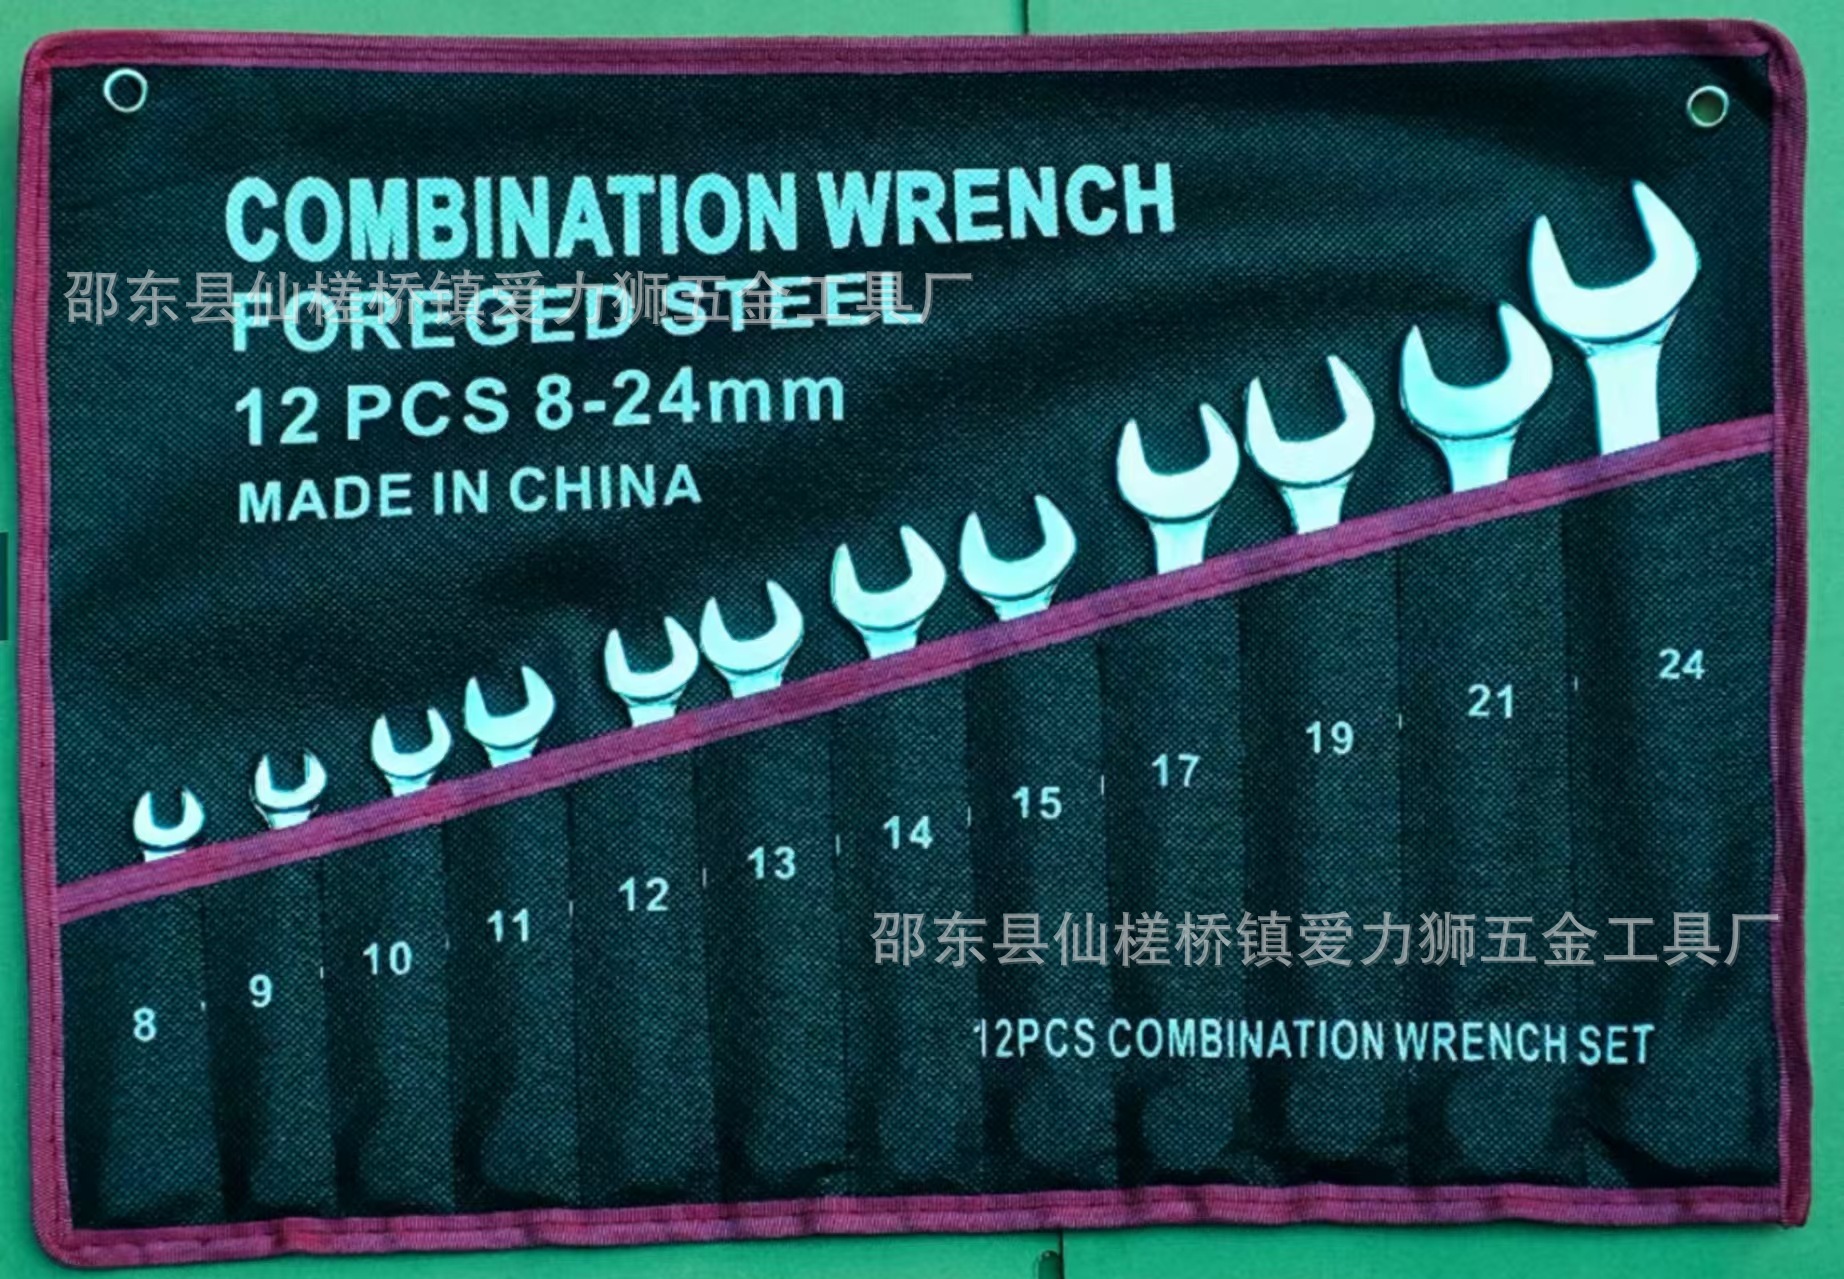 COMBINATION WRENCH
邵东县仙槎桥镇爱力狮五金工具厂
FOREGED STEEL
12 PCS 8-24mm
MADE IN CHINA
8 9 10 11 12 13 14 15 17 19 21 24
邵东县仙槎桥镇爱力狮五金工具厂
12PCS COMBINATION WRENCH SET